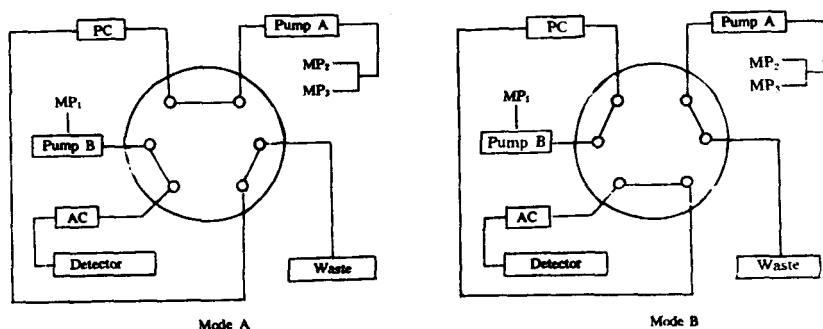 PC
Pump A
MP₂
MP₃
MP₁
Pump B
AC
Detector
Waste
Mode A
PC
Pump A
MP₂
MP₃
MP₁
Pump B
AC
Detector
Waste
Mode B